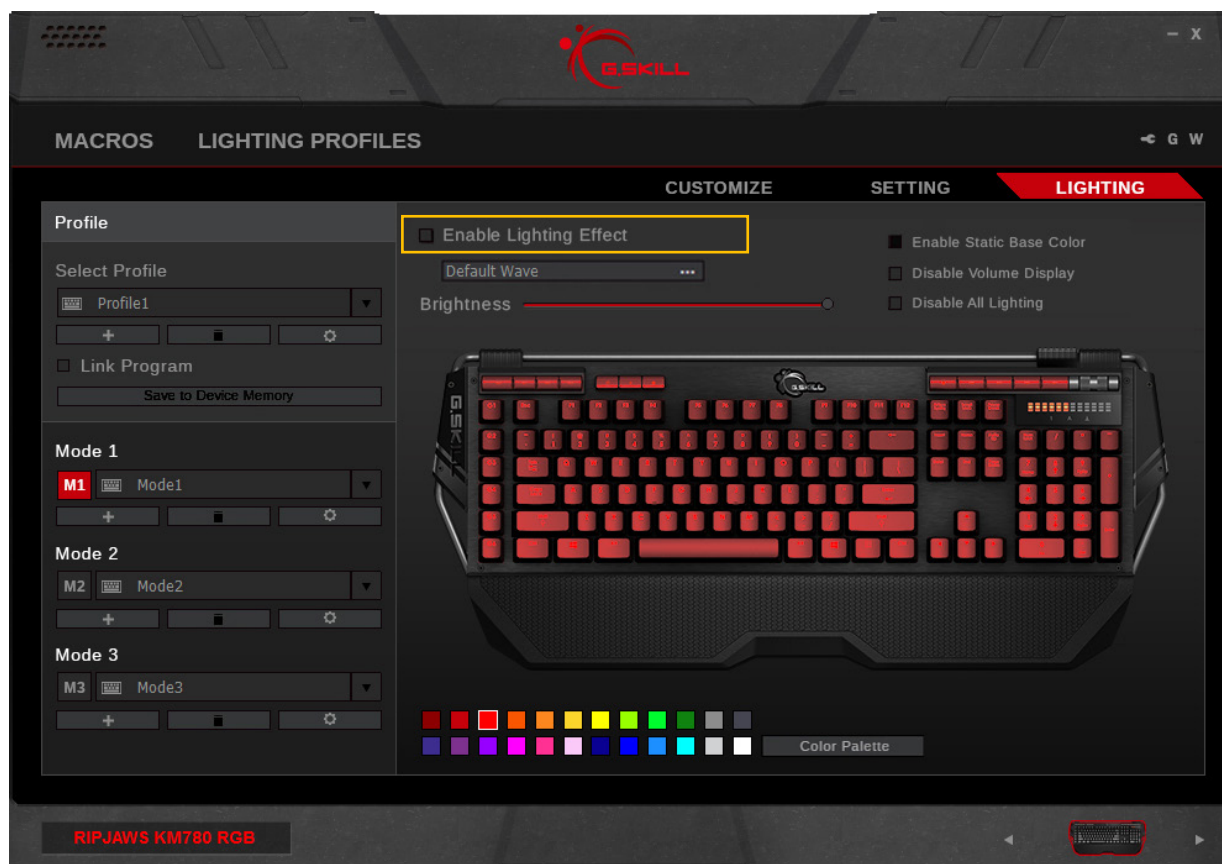 G.SKILL
– X
MACROS LIGHTING PROFILES
G W
CUSTOMIZE SETTING LIGHTING
Profile
Select Profile
Profile1
Link Program
Save to Device Memory
Mode 1
M1 Mode1
Mode 2
M2 Mode2
Mode 3
M3 Mode3
Enable Lighting Effect
Default Wave •••
Brightness
Enable Static Base Color
Disable Volume Display
Disable All Lighting
G.SKILL
G.SKILL
Color Palette
RIPJAWS KM780 RGB